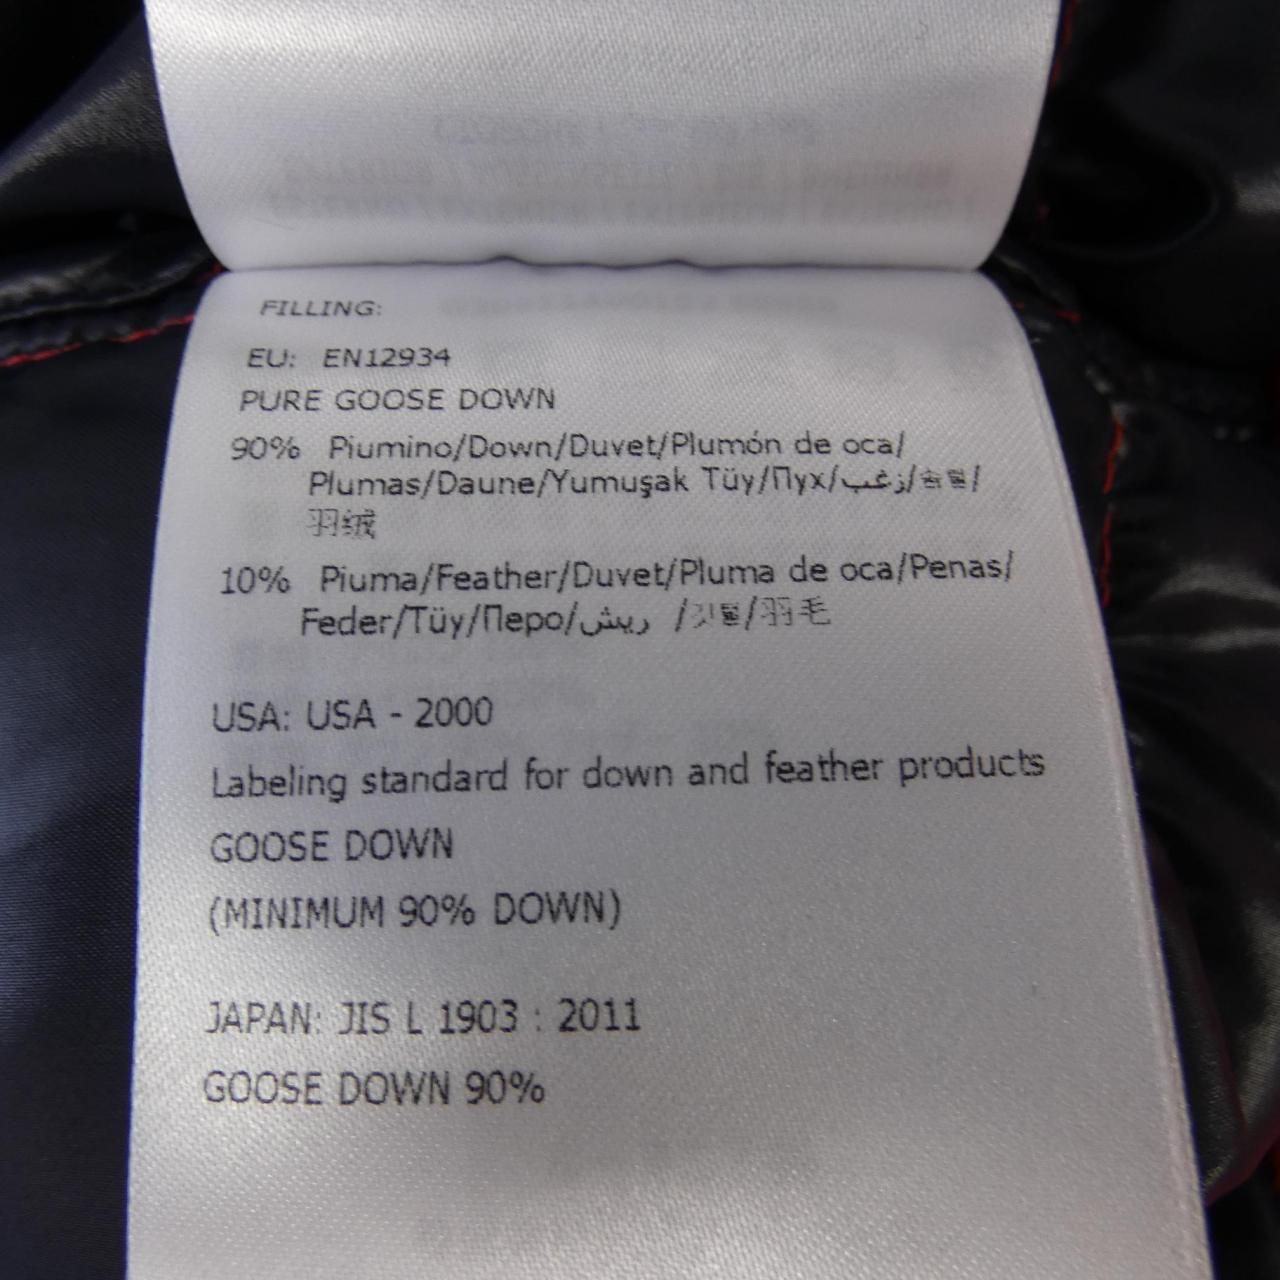 FILLING:
EU: EN12934
PURE GOOSE DOWN
90% Piumino/Down/Duvet/Plumón de oca/
Plumas/Daune/Yumuşak Tüy/Пух/زغب/솜털/
羽绒
10% Piuma/Feather/Duvet/Pluma de oca/Penas/
Feder/Tüy/Перо/ريش /깃털/羽毛
USA: USA - 2000
Labeling standard for down and feather products
GOOSE DOWN
(MINIMUM 90% DOWN)
JAPAN: JIS L 1903 : 2011
GOOSE DOWN 90%